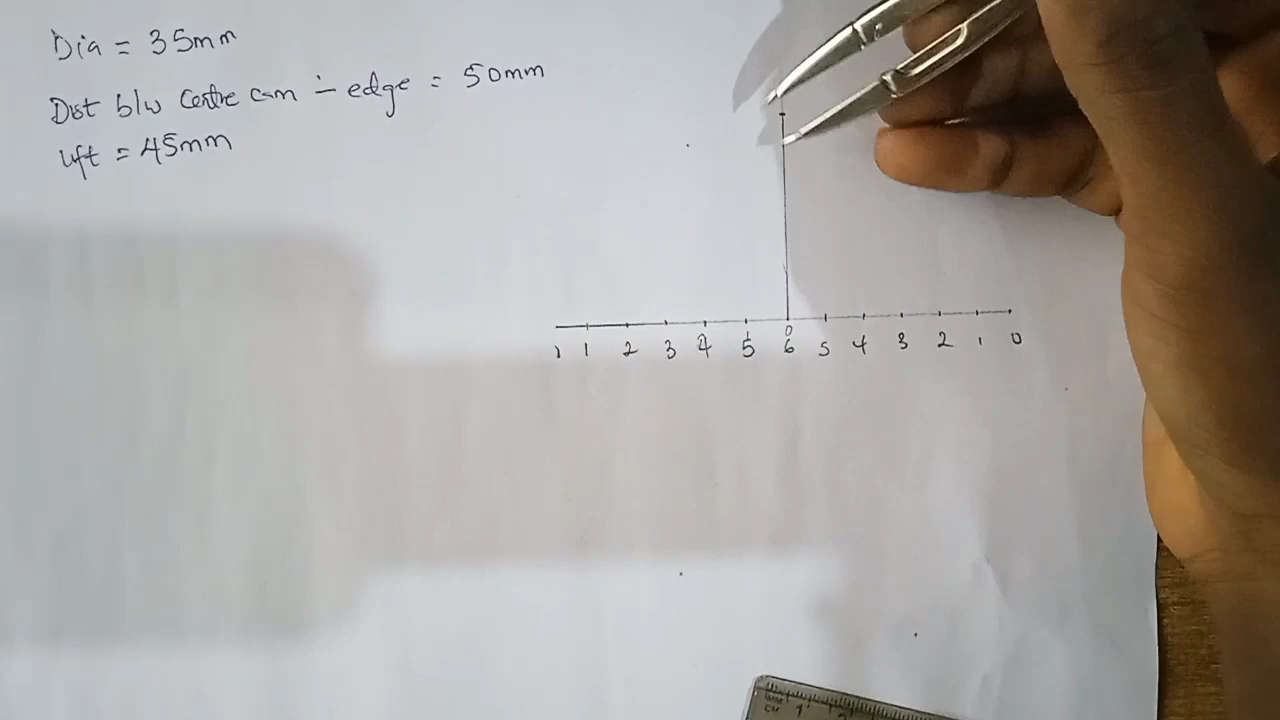 Dia = 35mm
Dist b/w Centre cam - edge = 50mm
lift = 45mm
0
1 2 3 4 5 6 5 4 3 2 1 0